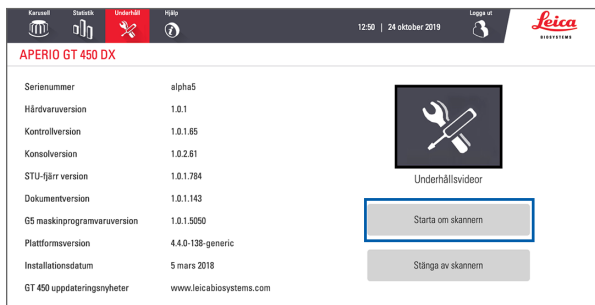 Karusell Statistik Underhåll Hjälp Logga ut
12:50 | 24 oktober 2019
Leica
BIOSYSTEMS
APERIO GT 450 DX
Serienummer alpha5
Hårdvaruversion 1.0.1
Kontrollversion 1.0.1.65
Konsolversion 1.0.2.61
STU-fjärr version 1.0.1.784
Dokumentversion 1.0.1.143
G5 maskinprogramvaruversion 1.0.1.5050
Plattformsversion 4.4.0-138-generic
Installationsdatum 5 mars 2018
GT 450 uppdateringsnyheter www.leicabiosystems.com
Underhållsvideor
Starta om skannern
Stänga av skannern